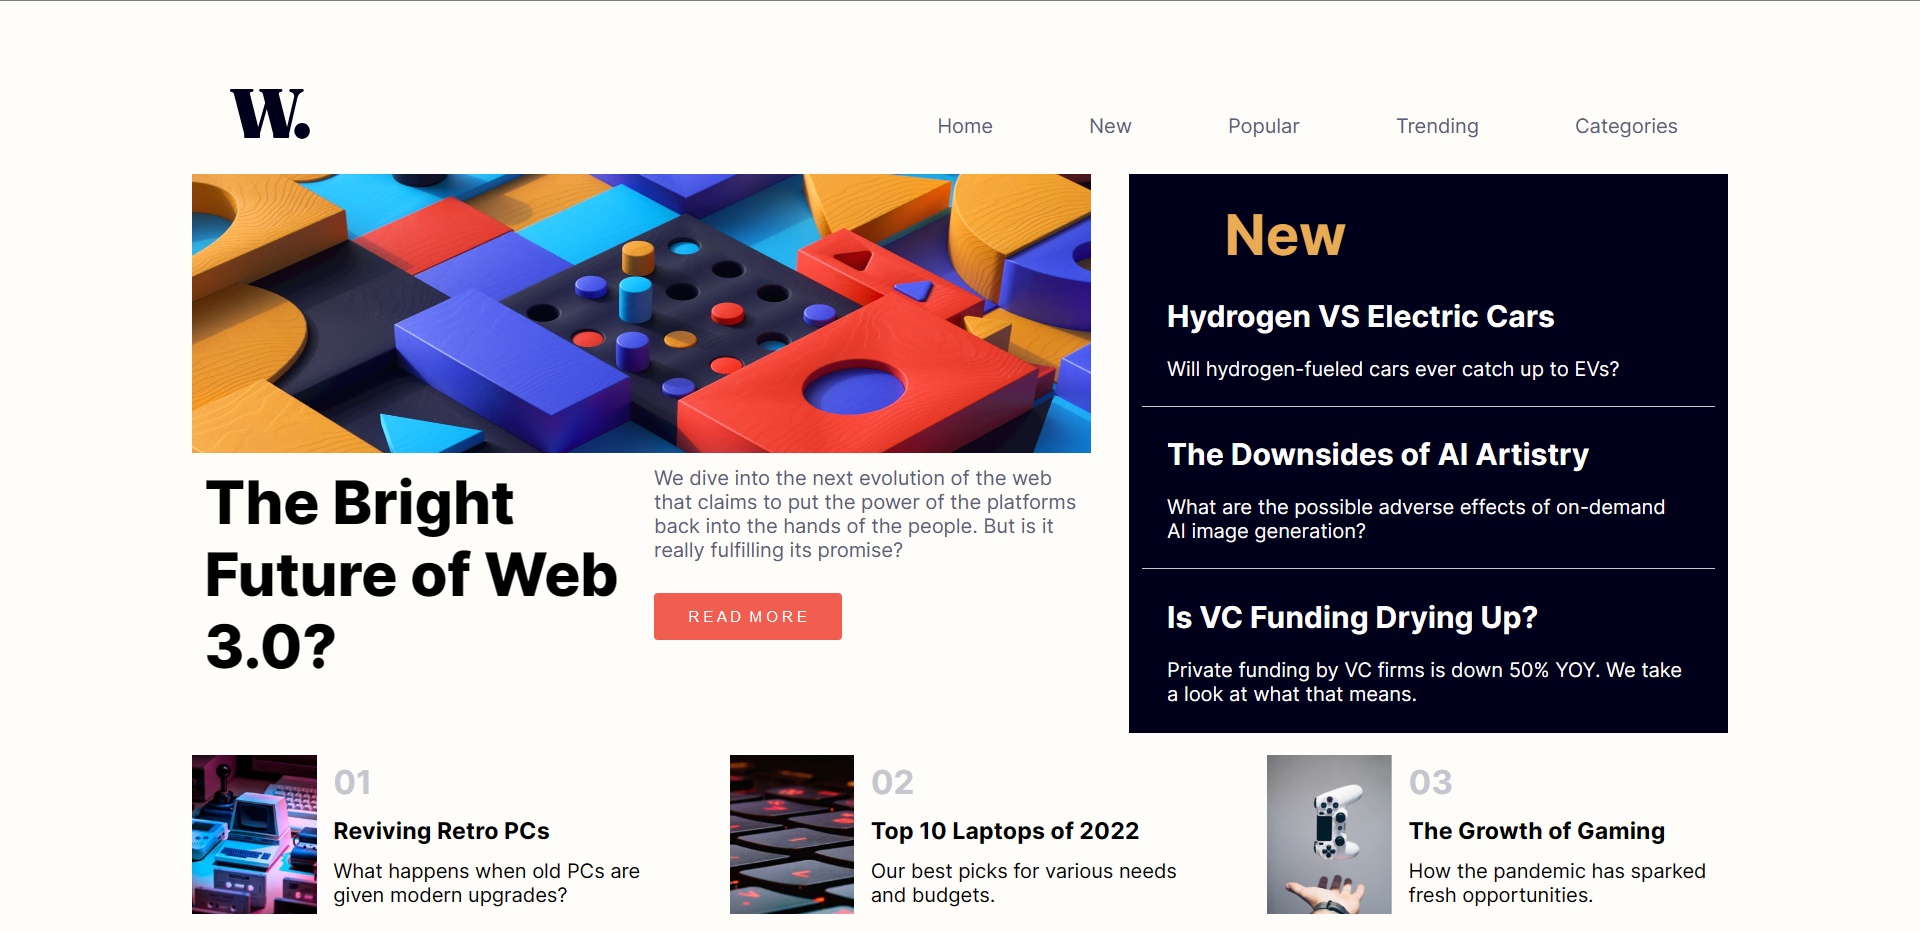 W.
Home
New
Popular
Trending
Categories
The Bright
Future of Web
3.0?
We dive into the next evolution of the web
that claims to put the power of the platforms
back into the hands of the people. But is it
really fulfilling its promise?
READ MORE
New
Hydrogen VS Electric Cars
Will hydrogen-fueled cars ever catch up to EVs?
The Downsides of AI Artistry
What are the possible adverse effects of on-demand
AI image generation?
Is VC Funding Drying Up?
Private funding by VC firms is down 50% YOY. We take
a look at what that means.
01
Reviving Retro PCs
What happens when old PCs are
given modern upgrades?
02
Top 10 Laptops of 2022
Our best picks for various needs
and budgets.
03
The Growth of Gaming
How the pandemic has sparked
fresh opportunities.